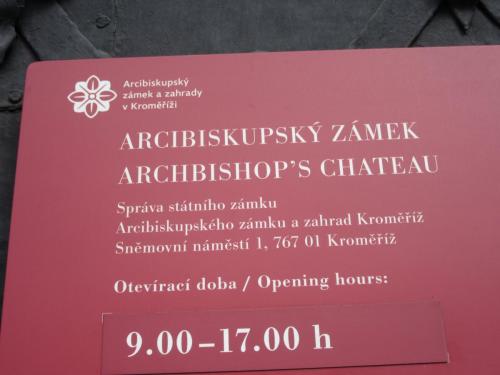 Arcibiskupský
zámek a zahrady
v Kroměříži
ARCIBISKUPSKÝ ZÁMEK
ARCHBISHOP'S CHATEAU
Správa státního zámku
Arcibiskupského zámku a zahrad Kroměříž
Sněmovní náměstí 1, 767 01 Kroměříž
Otevírací doba / Opening hours:
9.00–17.00 h